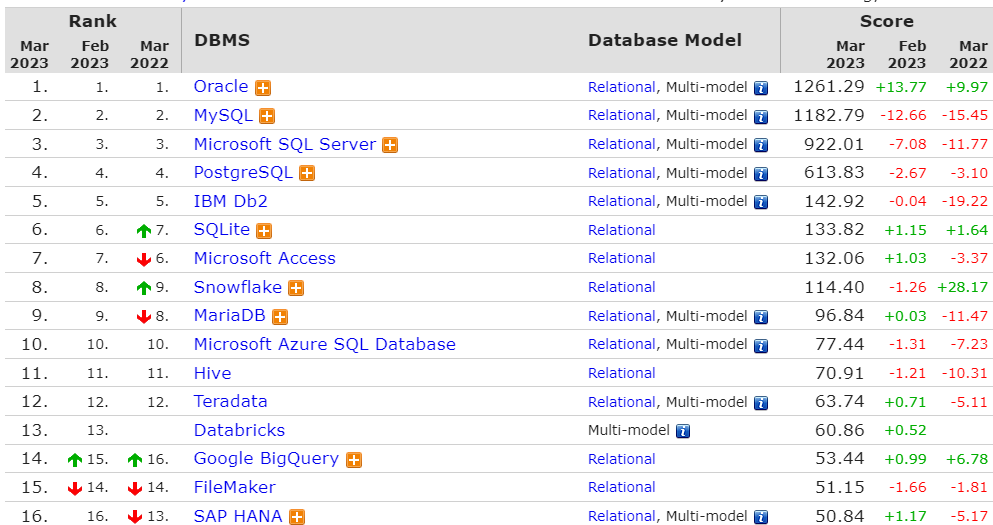 Rank Score
Mar 2023 Feb 2023 Mar 2022 DBMS Database Model Mar 2023 Feb 2023 Mar 2022
1. 1. 1. Oracle Relational, Multi-model 1261.29 +13.77 +9.97
2. 2. 2. MySQL Relational, Multi-model 1182.79 -12.66 -15.45
3. 3. 3. Microsoft SQL Server Relational, Multi-model 922.01 -7.08 -11.77
4. 4. 4. PostgreSQL Relational, Multi-model 613.83 -2.67 -3.10
5. 5. 5. IBM Db2 Relational, Multi-model 142.92 -0.04 -19.22
6. 6. 7. SQLite Relational 133.82 +1.15 +1.64
7. 7. 6. Microsoft Access Relational 132.06 +1.03 -3.37
8. 8. 9. Snowflake Relational 114.40 -1.26 +28.17
9. 9. 8. MariaDB Relational, Multi-model 96.84 +0.03 -11.47
10. 10. 10. Microsoft Azure SQL Database Relational, Multi-model 77.44 -1.31 -7.23
11. 11. 11. Hive Relational 70.91 -1.21 -10.31
12. 12. 12. Teradata Relational, Multi-model 63.74 +0.71 -5.11
13. 13. Databricks Multi-model 60.86 +0.52
14. 15. 16. Google BigQuery Relational 53.44 +0.99 +6.78
15. 14. 14. FileMaker Relational 51.15 -1.66 -1.81
16. 16. 13. SAP HANA Relational, Multi-model 50.84 +1.17 -5.17